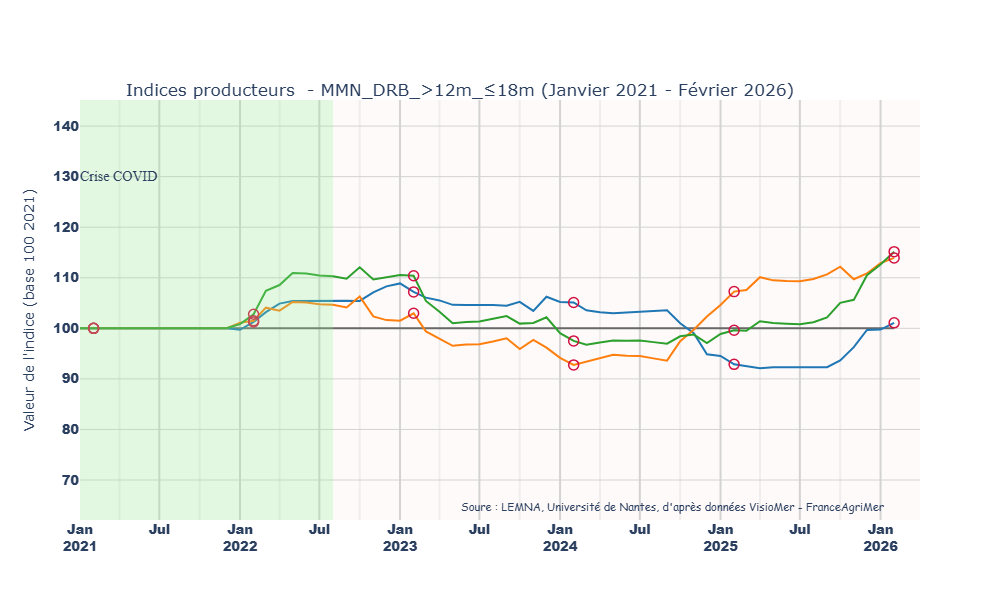 Indices producteurs  - MMN_DRB_>12m_≤18m (Janvier 2021 - Février 2026)
Valeur de l'indice (base 100 2021)
140
130
Crise COVID
120
110
100
90
80
70
Soure : LEMNA, Université de Nantes, d'après données VisioMer - FranceAgriMer
Jan Jul Jan Jul Jan Jul Jan Jul Jan Jul Jan
2021 2022 2023 2024 2025 2026